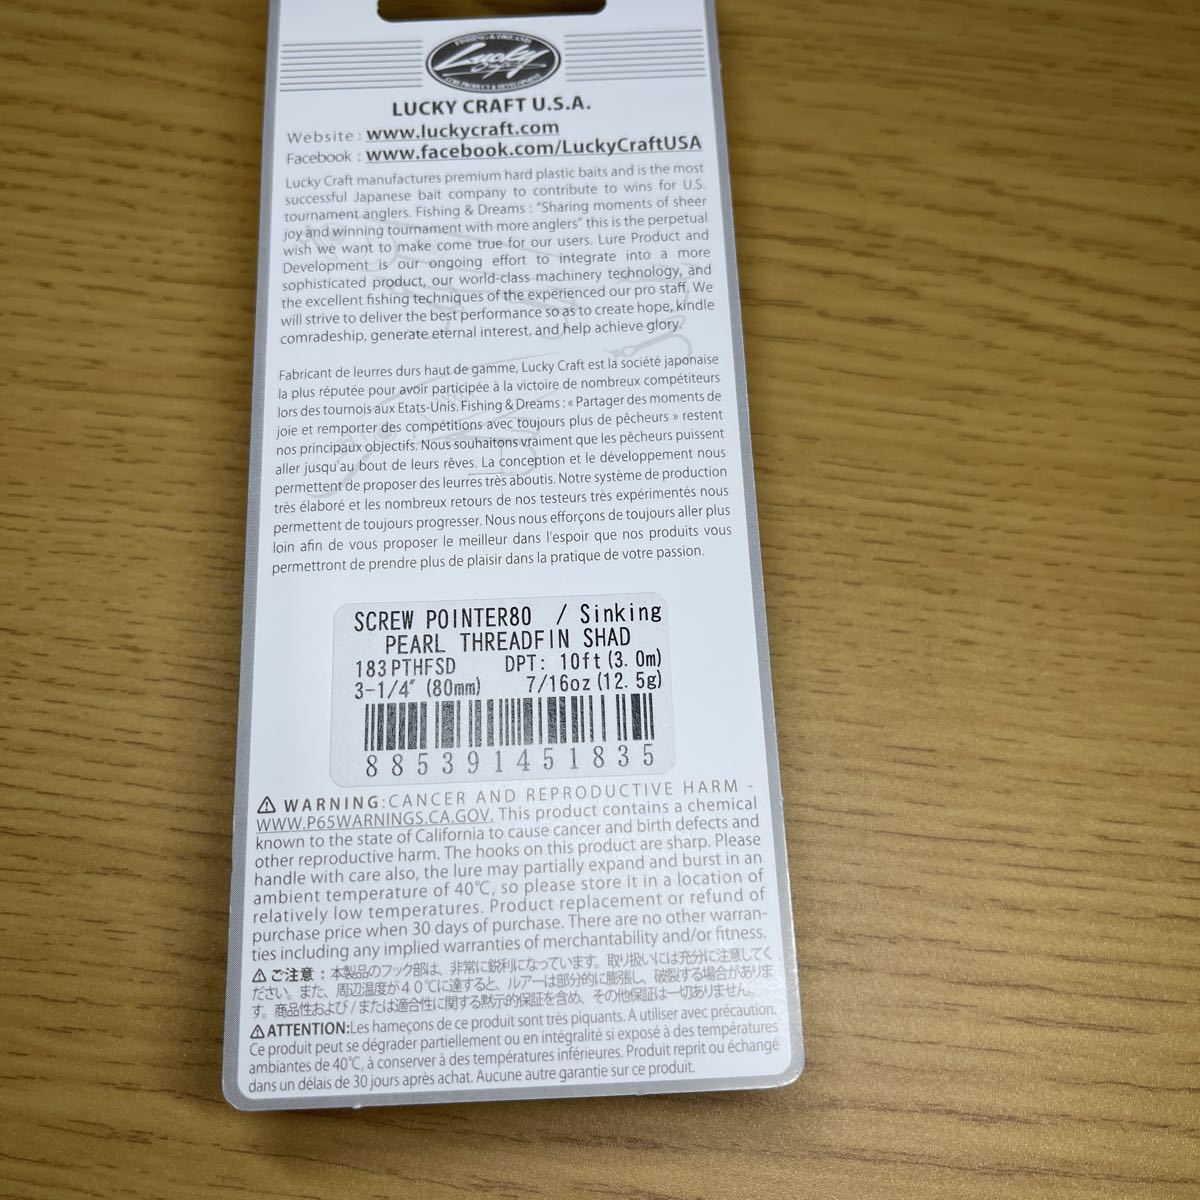 FISHING & DREAMS
Lucky
CRAFT
LURE PRODUCT & DEVELOPMENT
LUCKY CRAFT U.S.A.
Website : www.luckycraft.com
Facebook : www.facebook.com/LuckyCraftUSA
Lucky Craft manufactures premium hard plastic baits and is the most
successful Japanese bait company to contribute to wins for U.S.
tournament anglers. Fishing & Dreams : "Sharing moments of sheer
joy and winning tournament with more anglers" this is the perpetual
wish we want to make come true for our users. Lure Product and
Development is our ongoing effort to integrate into a more
sophisticated product, our world-class machinery technology, and
the excellent fishing techniques of the experienced our pro staff. We
will strive to deliver the best performance so as to create hope, kindle
comradeship, generate eternal interest, and help achieve glory.
Fabricant de leurres durs haut de gamme, Lucky Craft est la société japonaise
la plus réputée pour avoir participée à la victoire de nombreux compétiteurs
lors des tournois aux Etats-Unis. Fishing & Dreams : « Partager des moments de
joie et remporter des compétitions avec toujours plus de pêcheurs » restent
nos principaux objectifs. Nous souhaitons vraiment que les pêcheurs puissent
aller jusqu'au bout de leurs rêves. La conception et le développement nous
permettent de proposer des leurres très aboutis. Notre système de production
très élaboré et les nombreux retours de nos testeurs très expérimentés nous
permettent de toujours progresser. Nous nous efforçons de toujours aller plus
loin afin de vous proposer le meilleur dans l'espoir que nos produits vous
permettront de prendre plus de plaisir dans la pratique de votre passion.
SCREW POINTER80 / Sinking
PEARL THREADFIN SHAD
183PTHFSD DPT: 10ft(3.0m)
3-1/4" (80mm) 7/16oz(12.5g)
885391451835
⚠ WARNING:CANCER AND REPRODUCTIVE HARM -
WWW.P65WARNINGS.CA.GOV. This product contains a chemical
known to the state of California to cause cancer and birth defects and
other reproductive harm. The hooks on this product are sharp. Please
handle with care also, the lure may partially expand and burst in an
ambient temperature of 40℃, so please store it in a location of
relatively low temperatures. Product replacement or refund of
purchase price when 30 days of purchase. There are no other warran-
ties including any implied warranties of merchantability and/or fitness.
⚠ご注意：本製品のフック部は、非常に鋭利になっています。取り扱いには充分に注意してく
ださい。また、周辺温度が４０℃に達すると、ルアーは部分的に膨張し、破裂する場合がありま
す。商品性および／または適合性に関する黙示的保証を含め、その他保証は一切ありません。
⚠ATTENTION:Les hameçons de ce produit sont très piquants. A utiliser avec précaution.
Ce produit peut se dégrader partiellement ou en intégralité si exposé à des températures
ambiantes de 40℃, à conserver à des températures inférieures. Produit reprit ou échangé
dans un délais de 30 jours après achat. Aucune autre garantie sur ce produit.